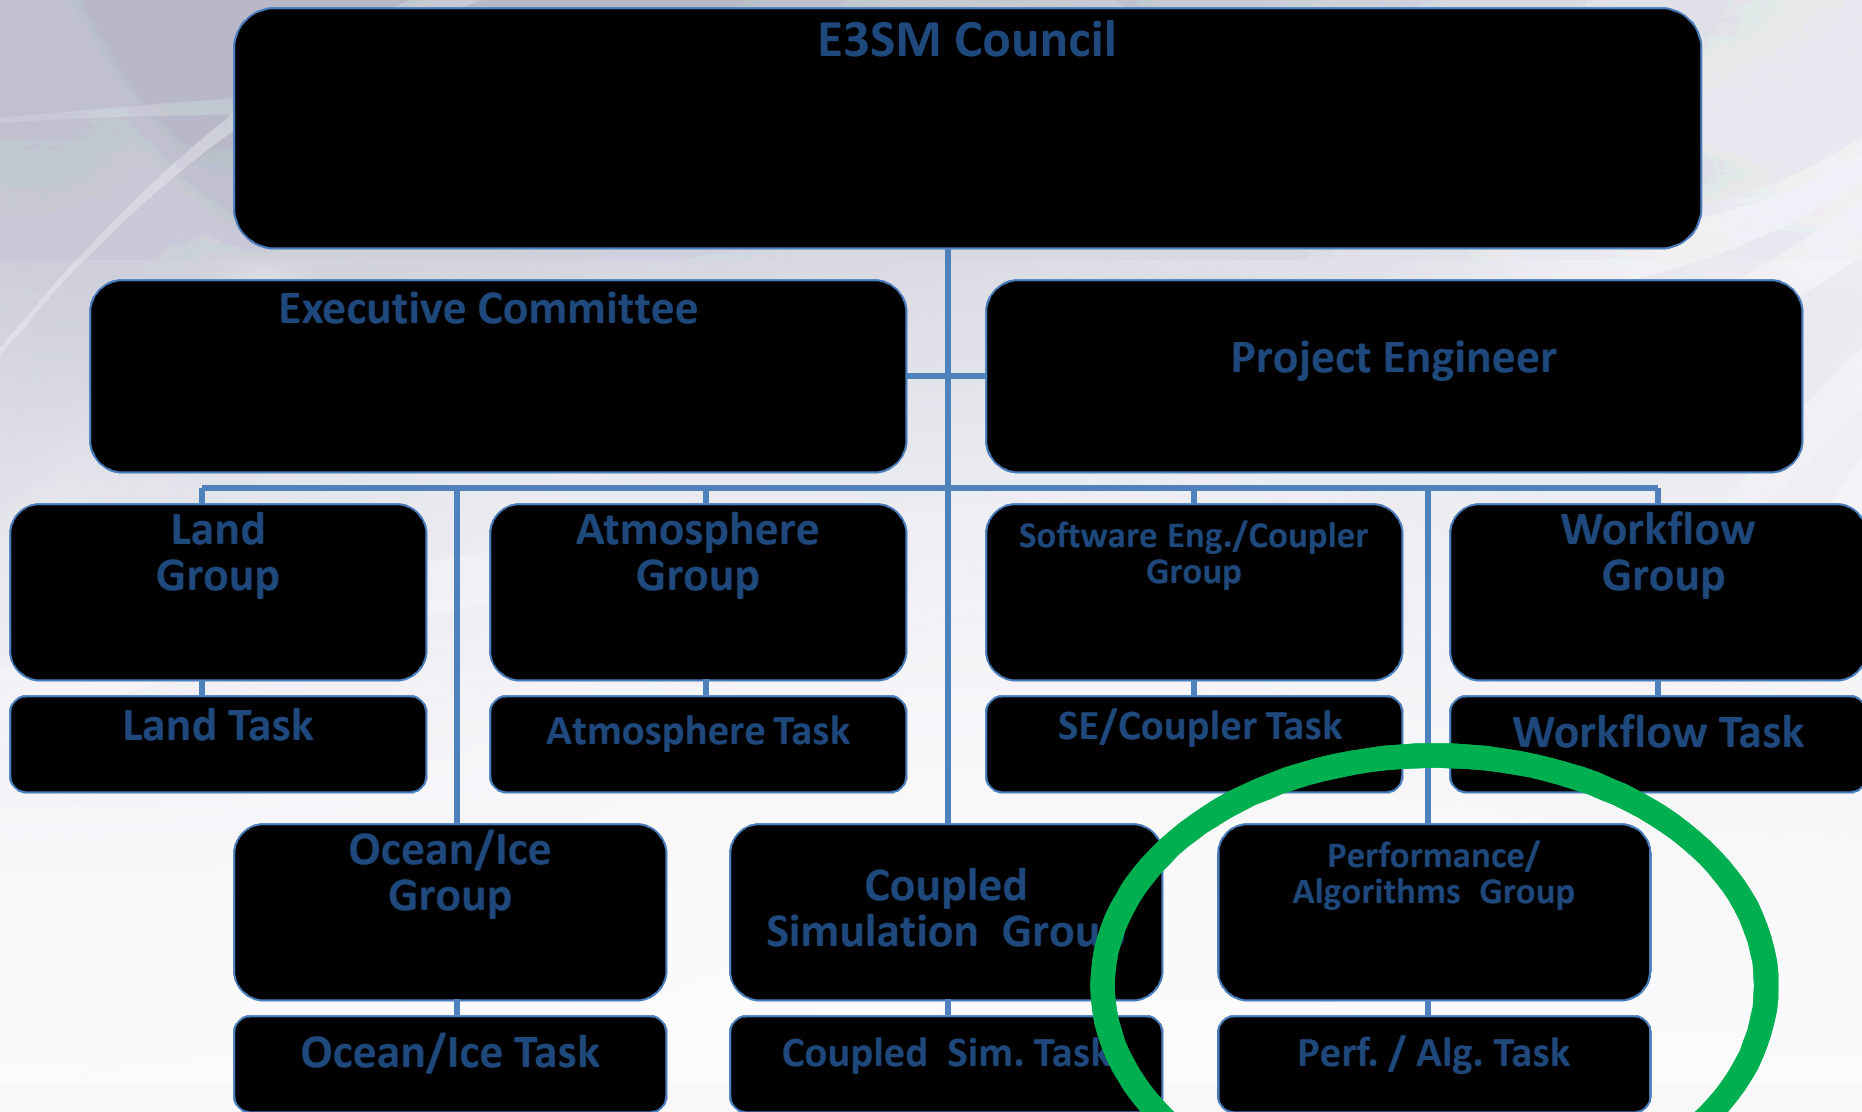 E3SM Council
Executive Committee
Project Engineer
Land
Group
Atmosphere
Group
Software Eng./Coupler
Group
Workflow
Group
Land Task
Atmosphere Task
SE/Coupler Task
Workflow Task
Ocean/Ice
Group
Coupled
Simulation Group
Performance/
Algorithms Group
Ocean/Ice Task
Coupled Sim. Task
Perf. / Alg. Task